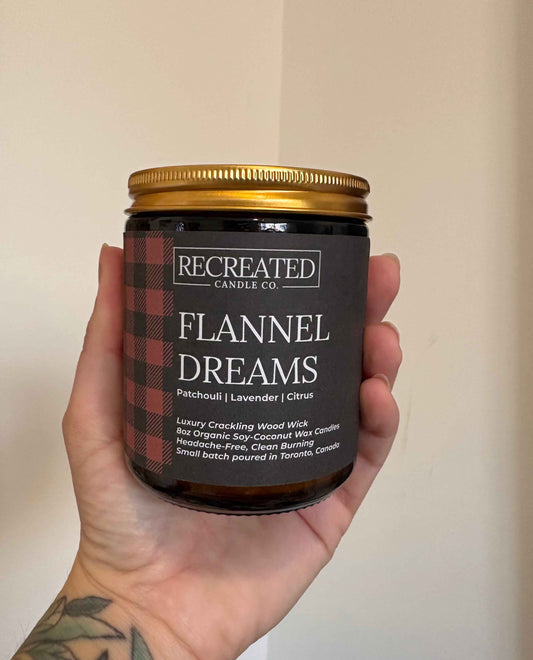 RECREATED
CANDLE CO.
FLANNEL
DREAMS
Patchouli | Lavender | Citrus
Luxury Crackling Wood Wick
8oz Organic Soy-Coconut Wax Candles
Headache-Free, Clean Burning
Small batch poured in Toronto, Canada